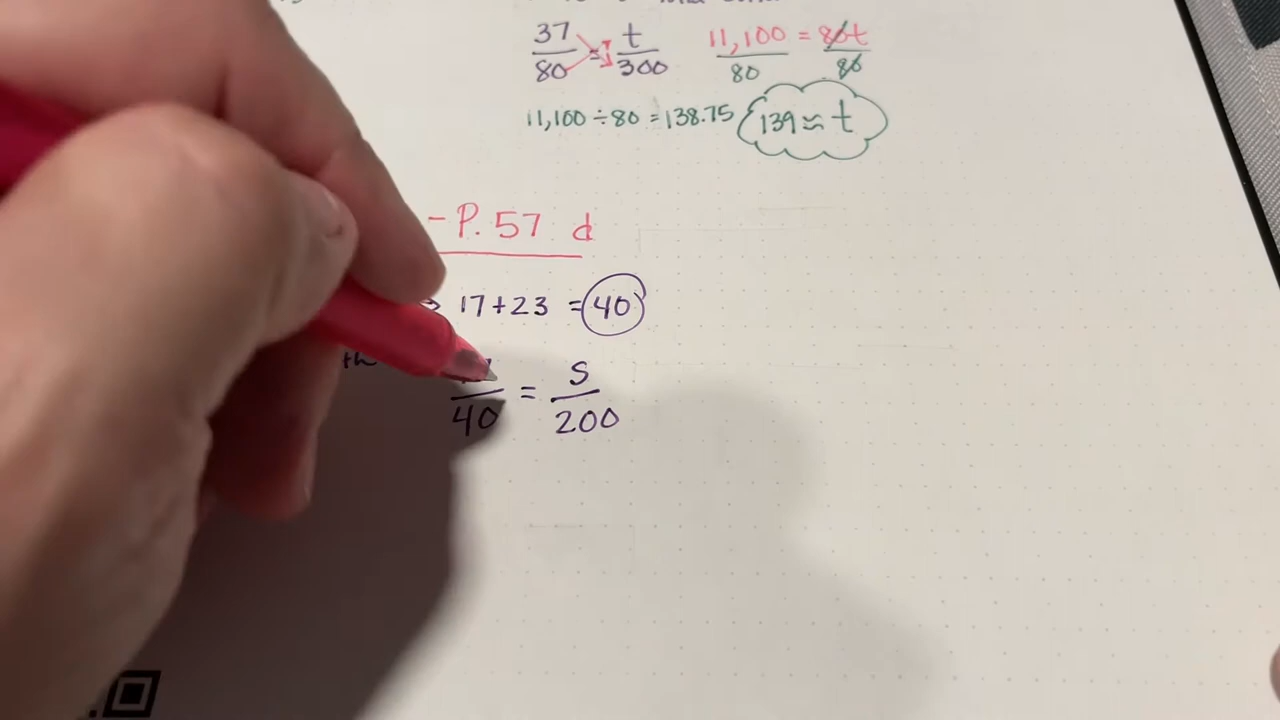 37/80 = t/300 11,100/80 = 80t/80
11,100 ÷ 80 = 138.75 139 ≈ t
- P. 57 d
→ 17+23 = 40
th /40 = S/200